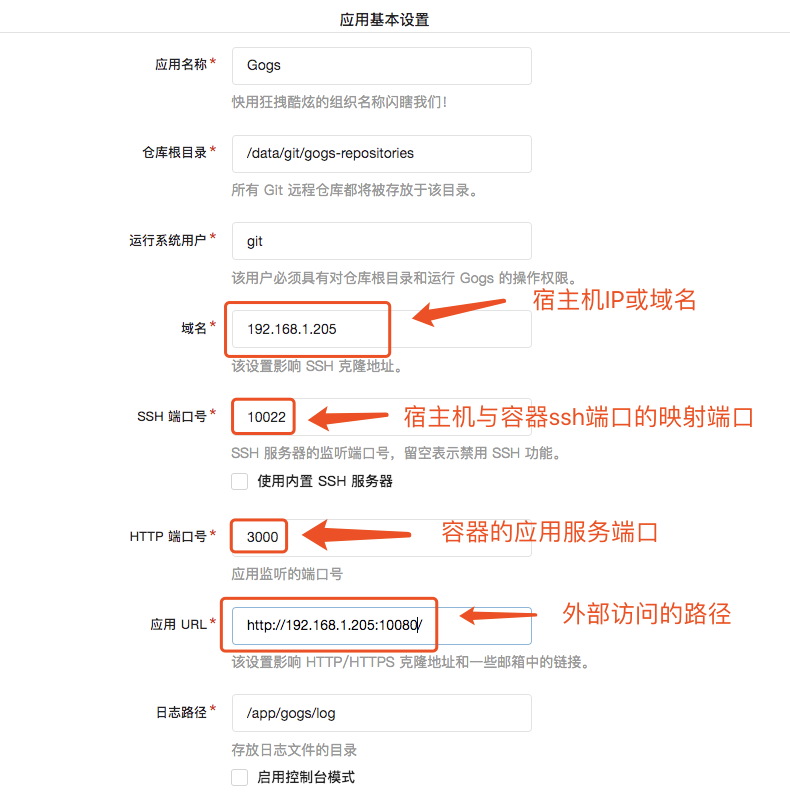 应用基本设置
应用名称* Gogs
快用狂拽酷炫的组织名称闪瞎我们！
仓库根目录* /data/git/gogs-repositories
所有 Git 远程仓库都将被存放于该目录。
运行系统用户* git
该用户必须具有对仓库根目录和运行 Gogs 的操作权限。
宿主机IP或域名
域名* 192.168.1.205
该设置影响 SSH 克隆地址。
SSH 端口号* 10022 宿主机与容器ssh端口的映射端口
SSH 服务器的监听端口号，留空表示禁用 SSH 功能。
使用内置 SSH 服务器
HTTP 端口号* 3000 容器的应用服务端口
应用监听的端口号
应用 URL* http://192.168.1.205:10080/ 外部访问的路径
该设置影响 HTTP/HTTPS 克隆地址和一些邮箱中的链接。
日志路径* /app/gogs/log
存放日志文件的目录
启用控制台模式